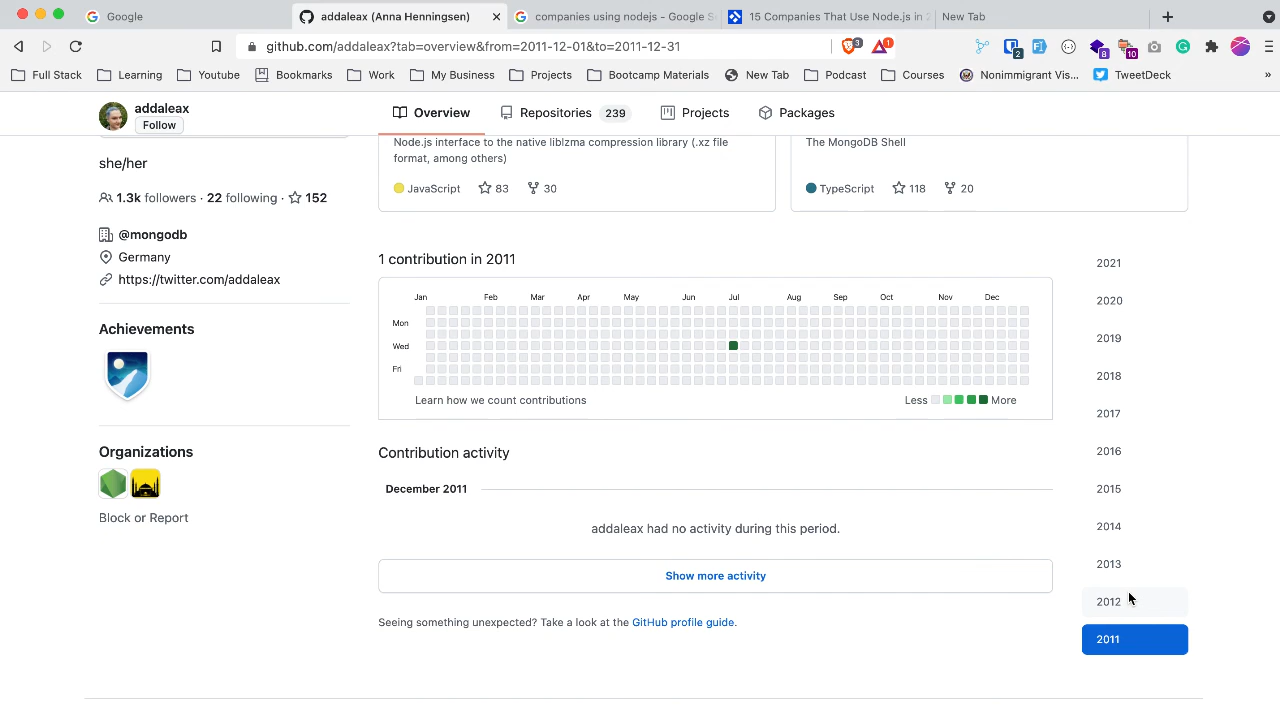 Google
addaleax (Anna Henningsen)
companies using nodejs - Google S
15 Companies That Use Node.js in 2
New Tab
github.com/addaleax?tab=overview&from=2011-12-01&to=2011-12-31
3
1
2
8
10
Full Stack
Learning
Youtube
Bookmarks
Work
My Business
Projects
Bootcamp Materials
New Tab
Podcast
Courses
Nonimmigrant Vis...
TweetDeck
»
addaleax
Follow
Overview
Repositories 239
Projects
Packages
she/her
1.3k followers · 22 following · 152
@mongodb
Germany
https://twitter.com/addaleax
Achievements
Organizations
Block or Report
Node.js interface to the native liblzma compression library (.xz file
format, among others)
JavaScript 83 30
The MongoDB Shell
TypeScript 118 20
1 contribution in 2011
Jan Feb Mar Apr May Jun Jul Aug Sep Oct Nov Dec
Mon
Wed
Fri
Learn how we count contributions
Less More
Contribution activity
December 2011
addaleax had no activity during this period.
Show more activity
Seeing something unexpected? Take a look at the GitHub profile guide.
2021
2020
2019
2018
2017
2016
2015
2014
2013
2012
2011